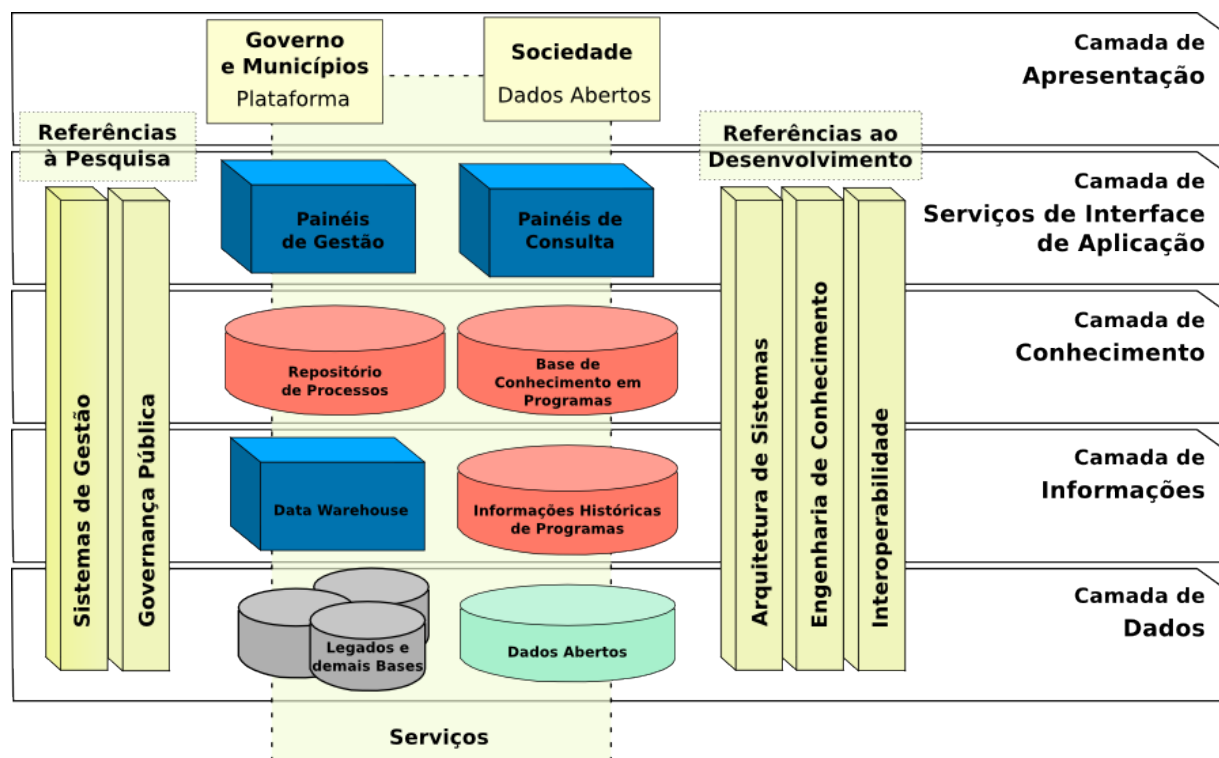 Governo
e Municípios
Plataforma
Sociedade
Dados Abertos
Camada de
Apresentação
Referências
à Pesquisa
Referências ao
Desenvolvimento
Painéis
de Gestão
Painéis de
Consulta
Camada de
Serviços de Interface
de Aplicação
Repositório
de Processos
Base de
Conhecimento em
Programas
Camada de
Conhecimento
Data Warehouse
Informações Históricas
de Programas
Camada de
Informações
Legados e
demais Bases
Dados Abertos
Camada de
Dados
Sistemas de Gestão
Governança Pública
Arquitetura de Sistemas
Engenharia de Conhecimento
Interoperabilidade
Serviços